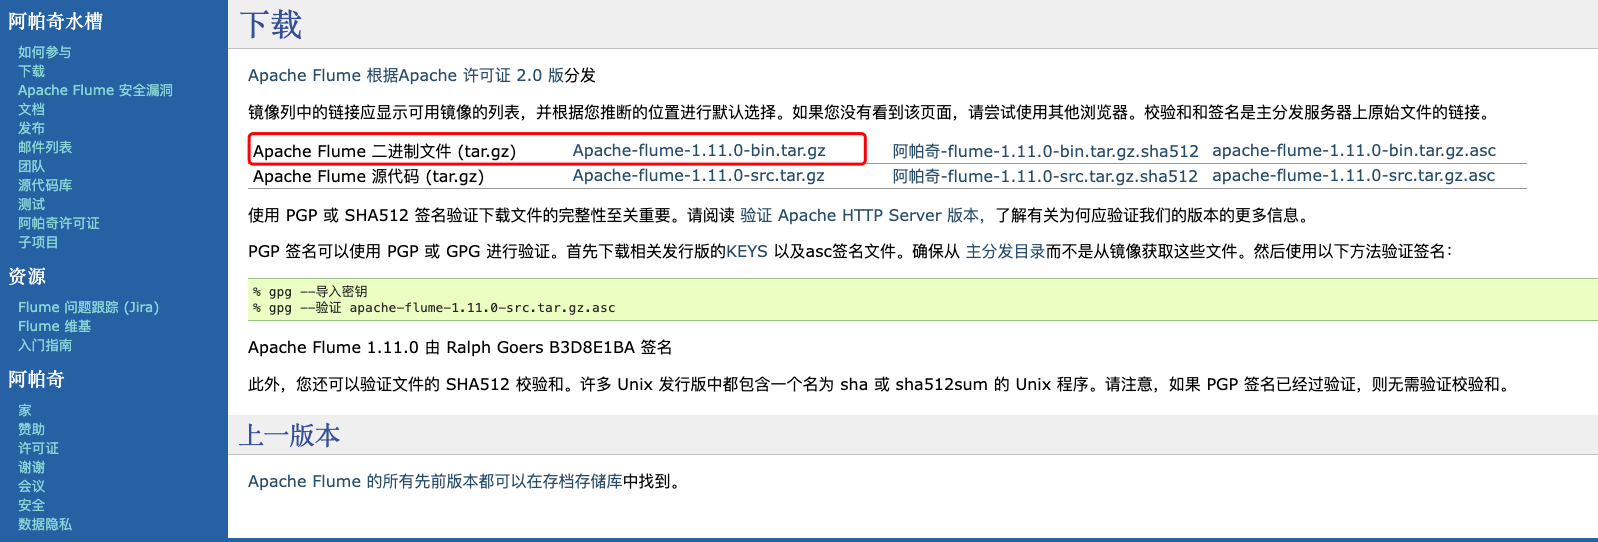 阿帕奇水槽
如何参与
下载
Apache Flume 安全漏洞
文档
发布
邮件列表
团队
源代码库
测试
阿帕奇许可证
子项目
资源
Flume 问题跟踪 (Jira)
Flume 维基
入门指南
阿帕奇
家
赞助
许可证
谢谢
会议
安全
数据隐私
下载
Apache Flume 根据Apache 许可证 2.0 版分发
镜像列中的链接应显示可用镜像的列表，并根据您推断的位置进行默认选择。如果您没有看到该页面，请尝试使用其他浏览器。校验和和签名是主分发服务器上原始文件的链接。
Apache Flume 二进制文件 (tar.gz) Apache-flume-1.11.0-bin.tar.gz 阿帕奇-flume-1.11.0-bin.tar.gz.sha512 apache-flume-1.11.0-bin.tar.gz.asc
Apache Flume 源代码 (tar.gz) Apache-flume-1.11.0-src.tar.gz 阿帕奇-flume-1.11.0-src.tar.gz.sha512 apache-flume-1.11.0-src.tar.gz.asc
使用 PGP 或 SHA512 签名验证下载文件的完整性至关重要。请阅读 验证 Apache HTTP Server 版本，了解有关为何应验证我们的版本的更多信息。
PGP 签名可以使用 PGP 或 GPG 进行验证。首先下载相关发行版的KEYS 以及asc签名文件。确保从 主分发目录而不是从镜像获取这些文件。然后使用以下方法验证签名：
% gpg --导入密钥
% gpg --验证 apache-flume-1.11.0-src.tar.gz.asc
Apache Flume 1.11.0 由 Ralph Goers B3D8E1BA 签名
此外，您还可以验证文件的 SHA512 校验和。许多 Unix 发行版中都包含一个名为 sha 或 sha512sum 的 Unix 程序。请注意，如果 PGP 签名已经过验证，则无需验证校验和。
上一版本
Apache Flume 的所有先前版本都可以在存档存储库中找到。